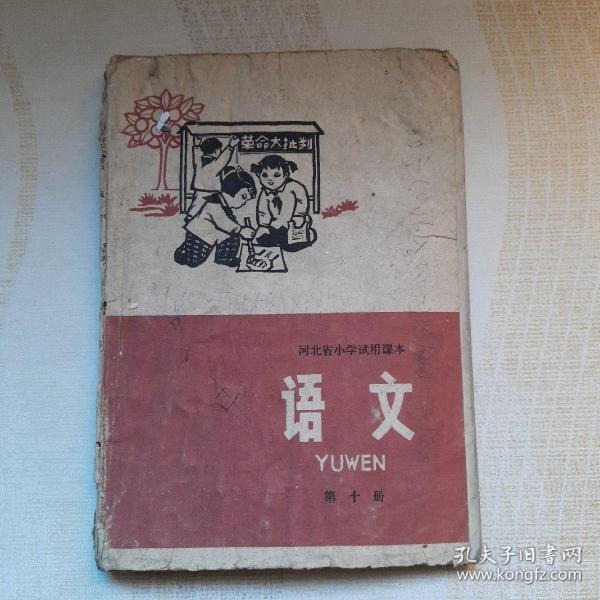 革命大批判
河北省小学试用课本
语文
YUWEN
第十册
孔夫子旧书网
www.kongfz.com